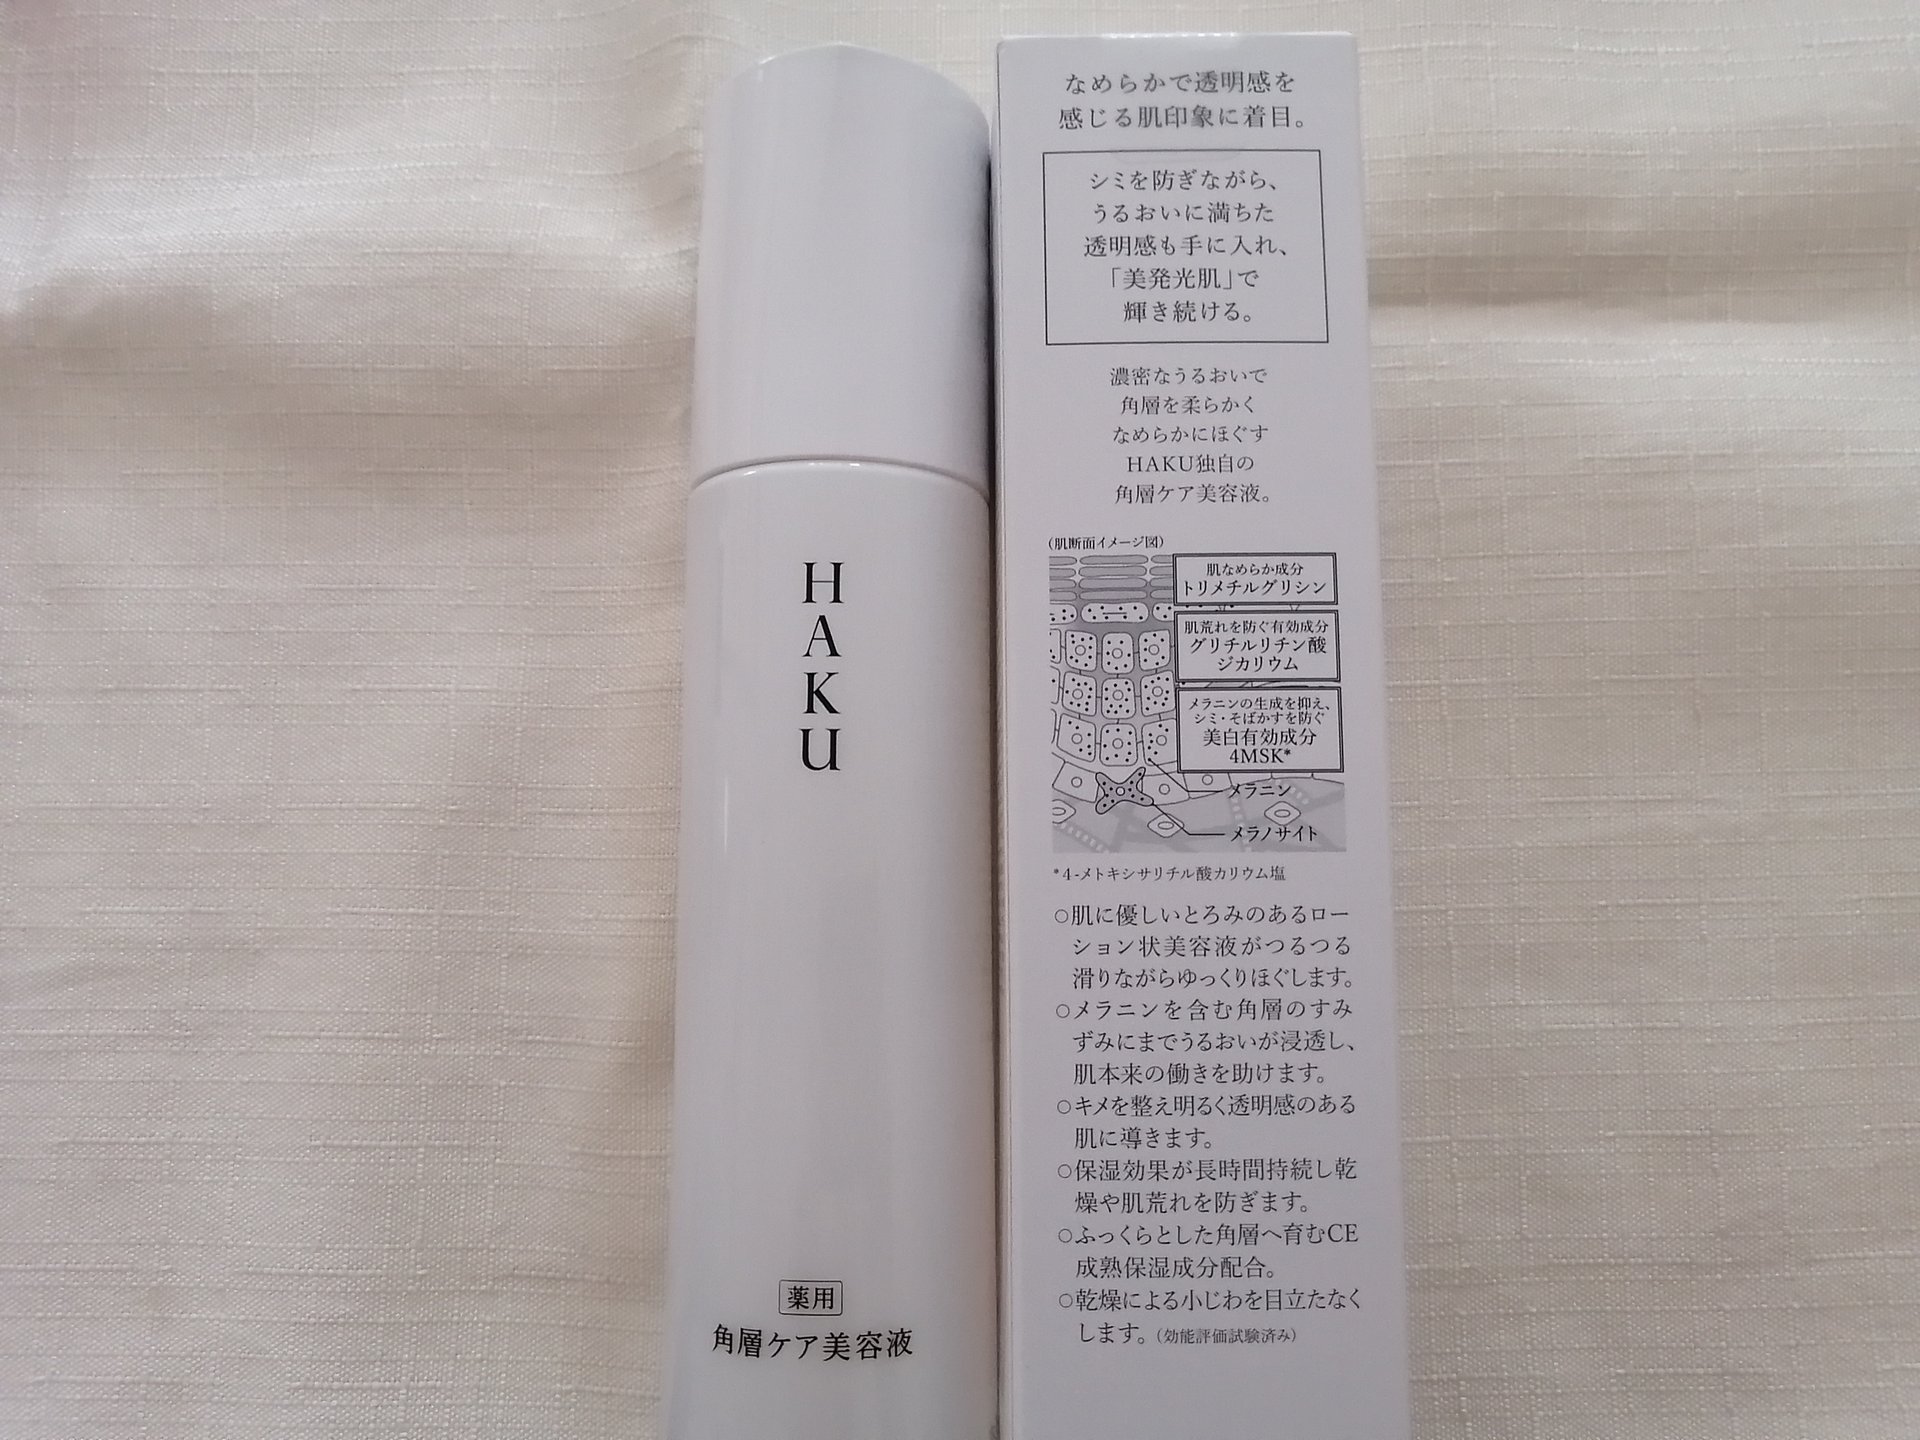 HAKU
薬用
角層ケア美容液
なめらかで透明感を
感じる肌印象に着目。
シミを防ぎながら、
うるおいに満ちた
透明感も手に入れ、
「美発光肌」で
輝き続ける。
濃密なうるおいで
角層を柔らかく
なめらかにほぐす
HAKU独自の
角層ケア美容液。
(肌断面イメージ図)
肌なめらか成分
トリメチルグリシン
肌荒れを防ぐ有効成分
グリチルリチン酸
ジカリウム
メラニンの生成を抑え、
シミ・そばかすを防ぐ
美白有効成分
4MSK*
メラニン
メラノサイト
*4-メトキシサリチル酸カリウム塩
○肌に優しいとろみのあるロー
ション状美容液がつるつる
滑りながらゆっくりほぐします。
○メラニンを含む角層のすみ
ずみにまでうるおいが浸透し、
肌本来の働きを助けます。
○キメを整え明るく透明感のある
肌に導きます。
○保湿効果が長時間持続し乾
燥や肌荒れを防ぎます。
○ふっくらとした角層へ育むCE
成熟保湿成分配合。
○乾燥による小じわを目立たなく
します。(効能評価試験済み)